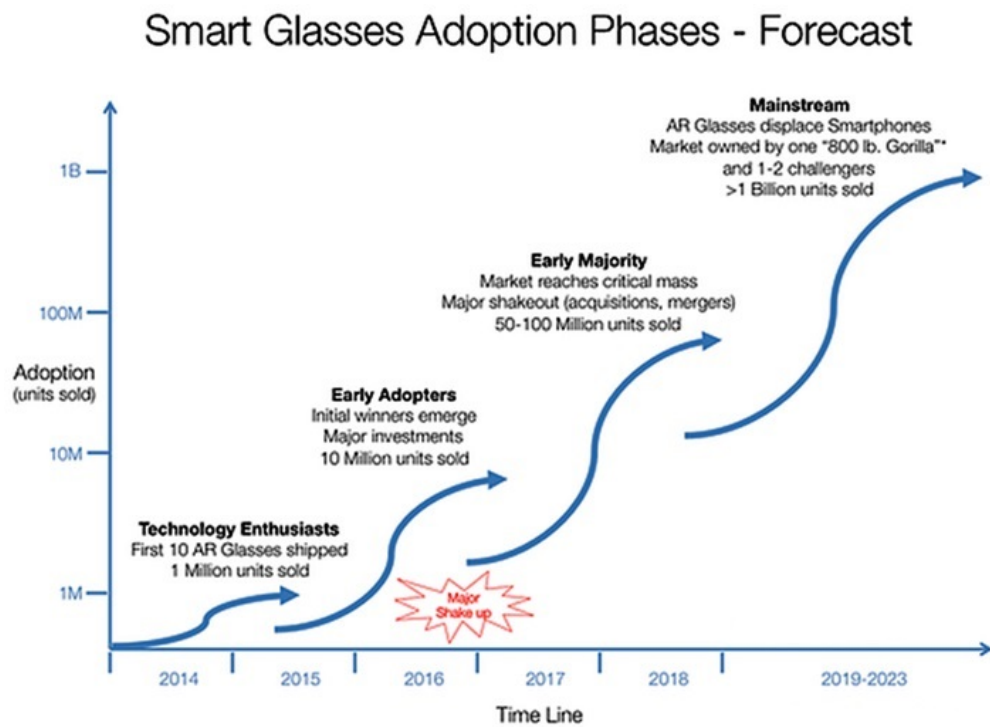 Smart Glasses Adoption Phases - Forecast
Mainstream
AR Glasses displace Smartphones
Market owned by one "800 lb. Gorilla"*
and 1-2 challengers
>1 Billion units sold
1B
Early Majority
Market reaches critical mass
Major shakeout (acquisitions, mergers)
50-100 Million units sold
100M
Adoption
(units sold)
Early Adopters
Initial winners emerge
Major investments
10 Million units sold
10M
Technology Enthusiasts
First 10 AR Glasses shipped
1 Million units sold
1M
Major
Shake up
2014
2015
2016
2017
2018
2019-2023
Time Line